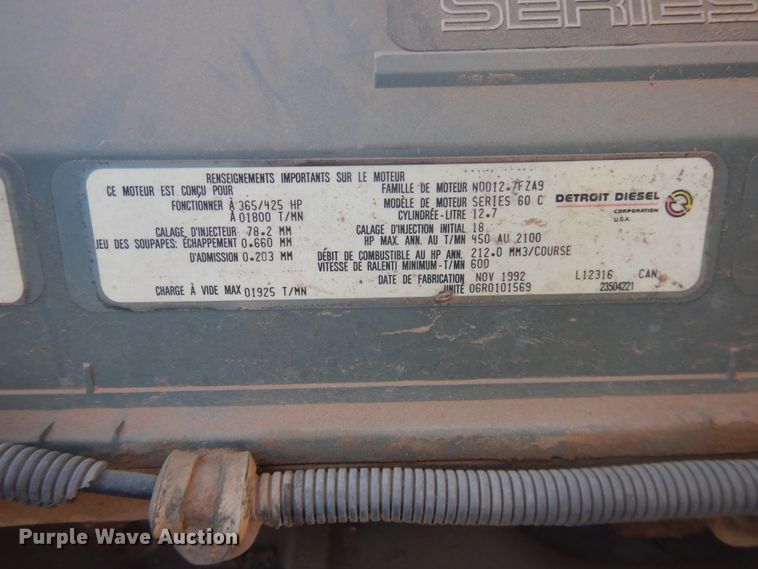 SERIES
RENSEIGNEMENTS IMPORTANTS SUR LE MOTEUR
CE MOTEUR EST CONÇU POUR
FONCTIONNER À 365/425 HP
À 01800 T/MN
CALAGE D'INJECTEUR 78.2 MM
JEU DES SOUPAPES: ÉCHAPPEMENT 0.660 MM
D'ADMISSION 0.203 MM
CHARGE À VIDE MAX 01925 T/MN
FAMILLE DE MOTEUR NDD12.7FZA9
MODÈLE DE MOTEUR SERIES 60 C
CYLINDRÉE-LITRE 12.7
CALAGE D'INJECTION INITIAL 18
HP MAX. ANN. AU T/MN 450 AU 2100
DÉBIT DE COMBUSTIBLE AU HP ANN. 212.0 MM3/COURSE
VITESSE DE RALENTI MINIMUM-T/MN 600
DATE DE FABRICATION NOV 1992 L12316 CAN.
UNITÉ 06R0101569 23504221
DETROIT DIESEL
CORPORATION
U.S.A.
Purple Wave Auction®